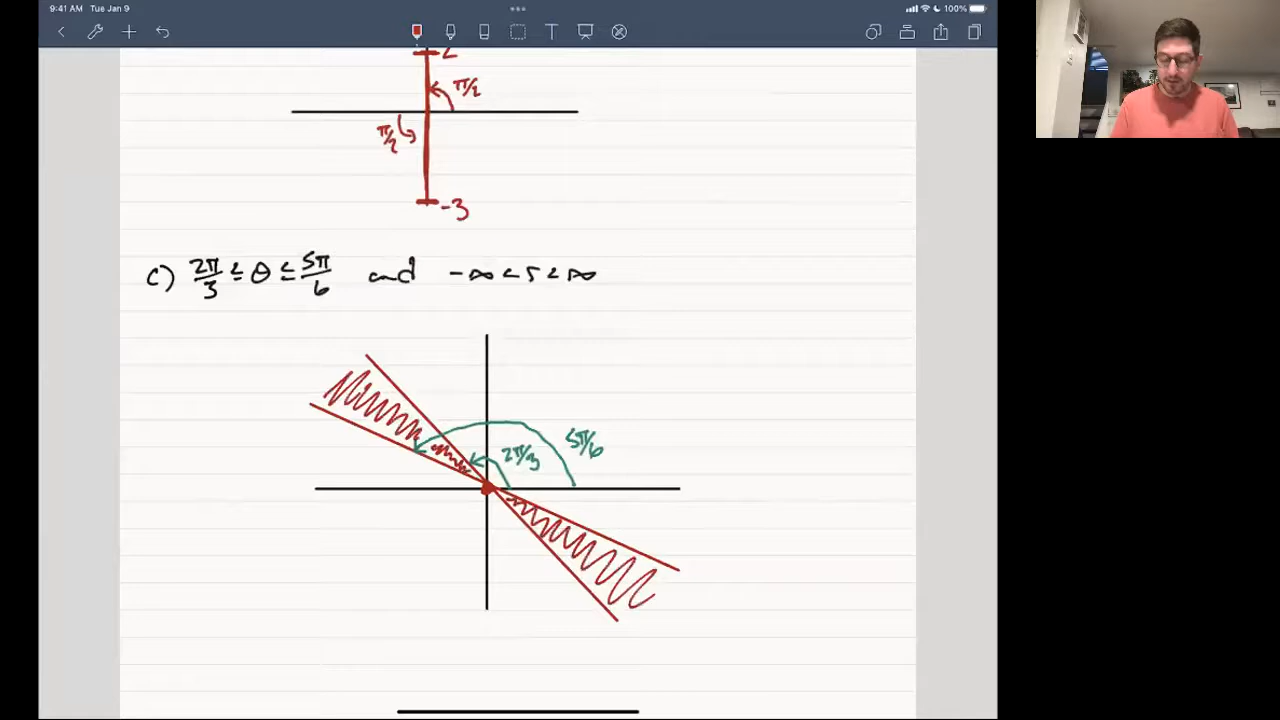 9:41 AM Tue Jan 9
100%
2
π/2
π/2
-3
c) 2π/3 ≤ θ ≤ 5π/6 and -∞ < r < ∞
5π/6
2π/3